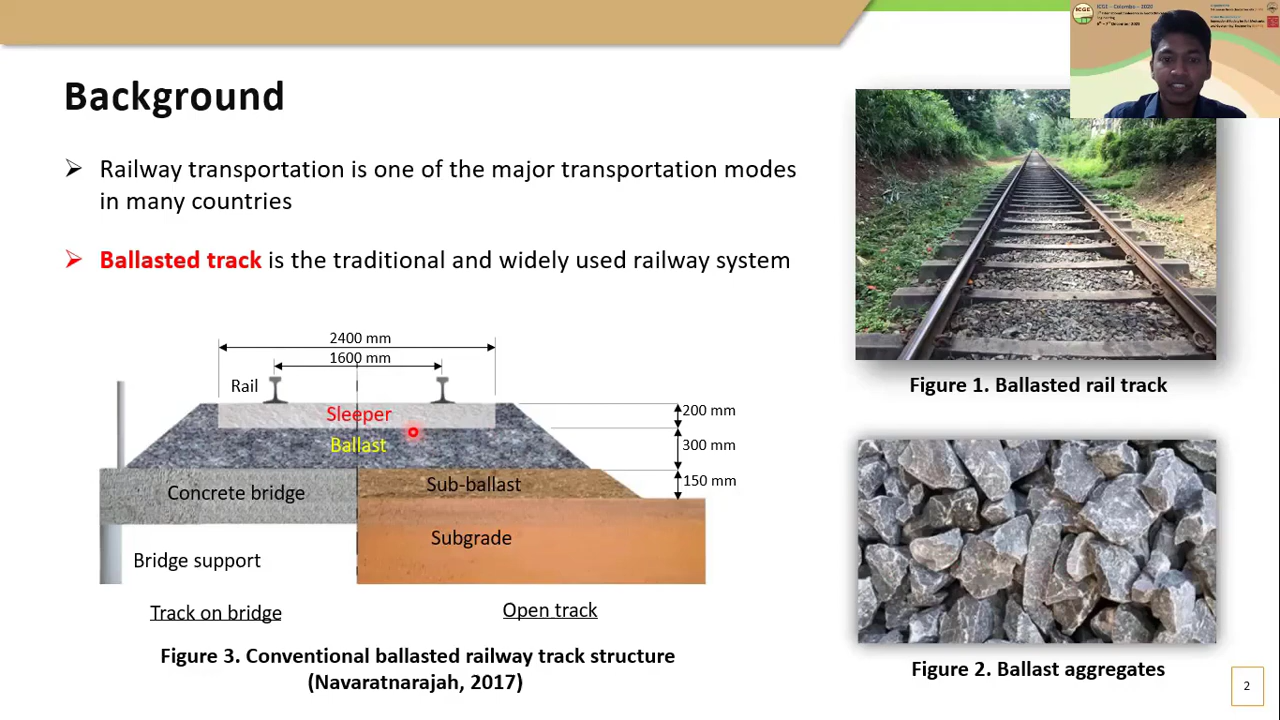 ICGE - Colombo - 2020
Background
Railway transportation is one of the major transportation modes
in many countries
Ballasted track is the traditional and widely used railway system
2400 mm
1600 mm
Rail
Sleeper
Ballast
200 mm
300 mm
150 mm
Concrete bridge
Sub-ballast
Subgrade
Bridge support
Track on bridge
Open track
Figure 3. Conventional ballasted railway track structure
(Navaratnarajah, 2017)
Figure 1. Ballasted rail track
Figure 2. Ballast aggregates
2